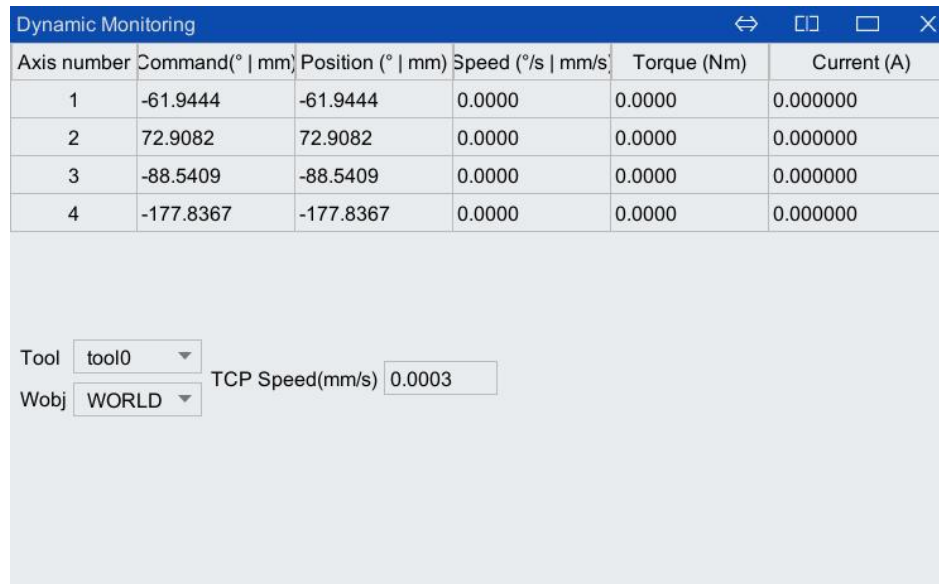 Dynamic Monitoring
Axis number Command(° | mm) Position (° | mm) Speed (°/s | mm/s) Torque (Nm) Current (A)
1 -61.9444 -61.9444 0.0000 0.0000 0.000000
2 72.9082 72.9082 0.0000 0.0000 0.000000
3 -88.5409 -88.5409 0.0000 0.0000 0.000000
4 -177.8367 -177.8367 0.0000 0.0000 0.000000
Tool tool0
TCP Speed(mm/s) 0.0003
Wobj WORLD